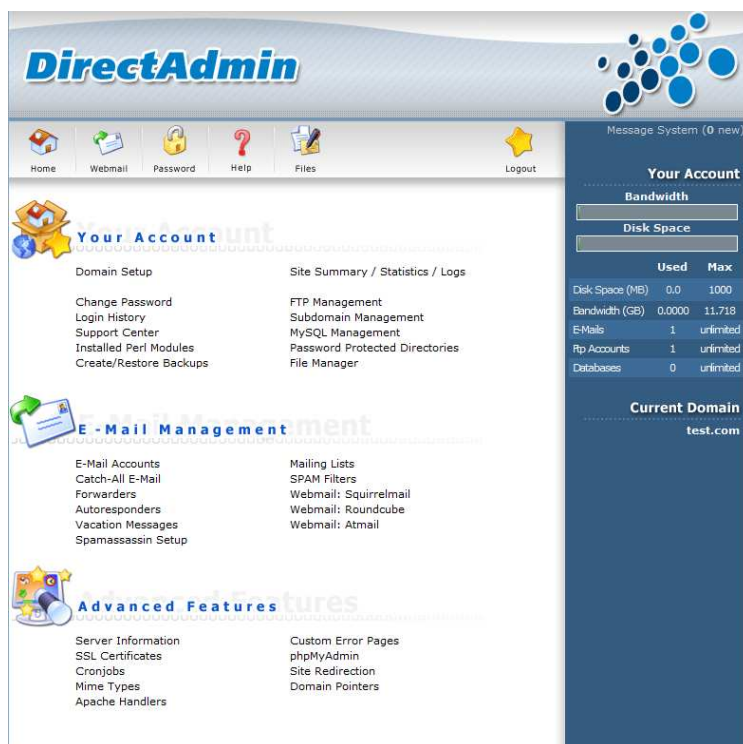 DirectAdmin
Home Webmail Password Help Files Logout
Message System (0 new)
Your Account
Bandwidth
Disk Space
Used Max
Disk Space (MB) 0.0 1000
Bandwidth (GB) 0.0000 11.718
E-Mails 1 unlimited
Ftp Accounts 1 unlimited
Databases 0 unlimited
Current Domain
test.com
Your Account
Domain Setup Site Summary / Statistics / Logs
Change Password FTP Management
Login History Subdomain Management
Support Center MySQL Management
Installed Perl Modules Password Protected Directories
Create/Restore Backups File Manager
E-Mail Management
E-Mail Accounts Mailing Lists
Catch-All E-Mail SPAM Filters
Forwarders Webmail: Squirrelmail
Autoresponders Webmail: Roundcube
Vacation Messages Webmail: Atmail
Spamassassin Setup
Advanced Features
Server Information Custom Error Pages
SSL Certificates phpMyAdmin
Cronjobs Site Redirection
Mime Types Domain Pointers
Apache Handlers